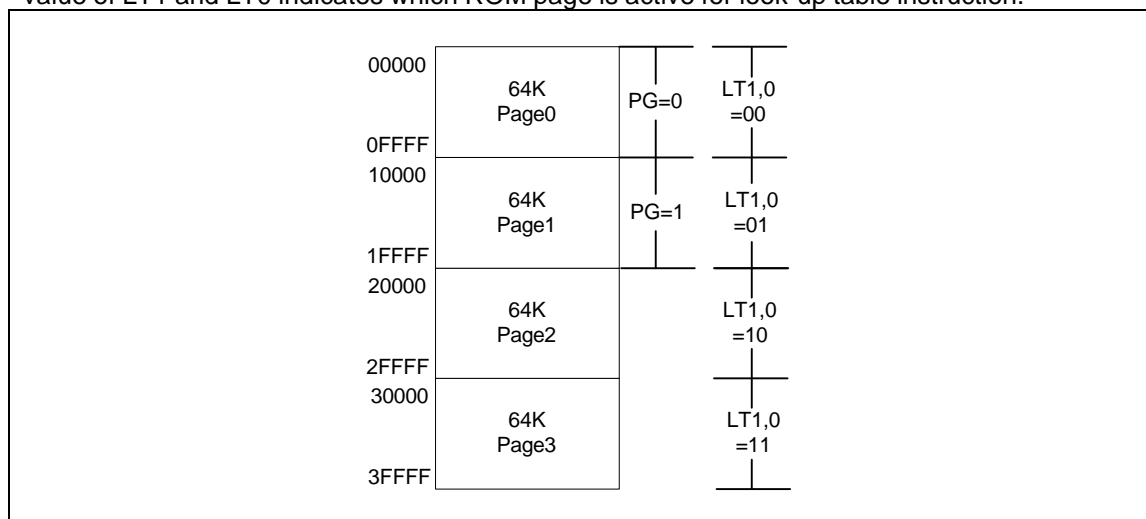 value of LT1 and LT0 indicates which ROM page is active for look-up table instruction.
00000
64K
Page0
PG=0
LT1,0
=00
0FFFF
10000
64K
Page1
PG=1
LT1,0
=01
1FFFF
20000
64K
Page2
LT1,0
=10
2FFFF
30000
64K
Page3
LT1,0
=11
3FFFF